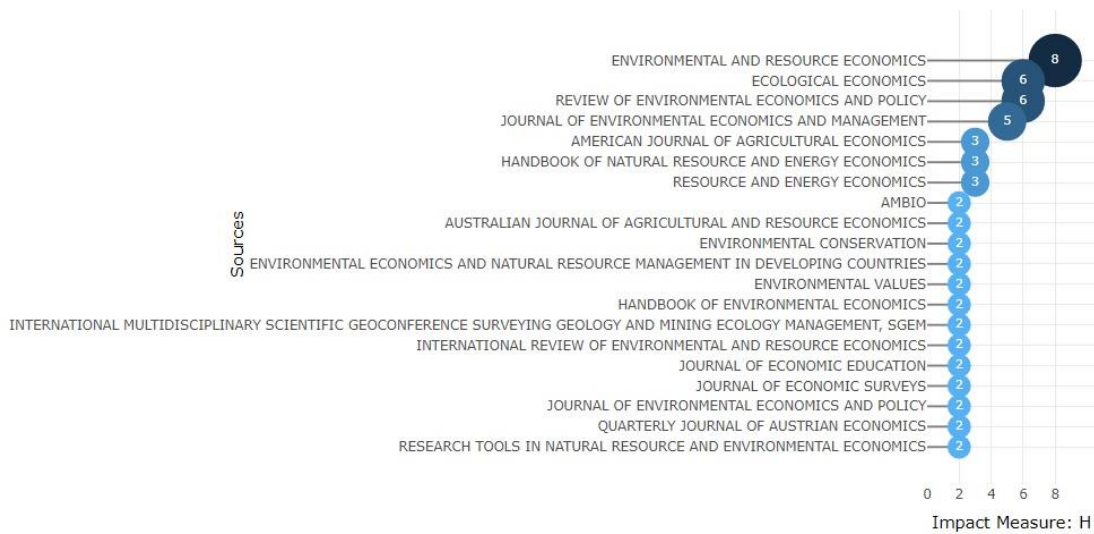 ENVIRONMENTAL AND RESOURCE ECONOMICS 8
ECOLOGICAL ECONOMICS 6
REVIEW OF ENVIRONMENTAL ECONOMICS AND POLICY 6
JOURNAL OF ENVIRONMENTAL ECONOMICS AND MANAGEMENT 5
AMERICAN JOURNAL OF AGRICULTURAL ECONOMICS 3
HANDBOOK OF NATURAL RESOURCE AND ENERGY ECONOMICS 3
RESOURCE AND ENERGY ECONOMICS 3
AMBIO 2
AUSTRALIAN JOURNAL OF AGRICULTURAL AND RESOURCE ECONOMICS 2
ENVIRONMENTAL CONSERVATION 2
ENVIRONMENTAL ECONOMICS AND NATURAL RESOURCE MANAGEMENT IN DEVELOPING COUNTRIES 2
ENVIRONMENTAL VALUES 2
HANDBOOK OF ENVIRONMENTAL ECONOMICS 2
INTERNATIONAL MULTIDISCIPLINARY SCIENTIFIC GEOCONFERENCE SURVEYING GEOLOGY AND MINING ECOLOGY MANAGEMENT, SGEM 2
INTERNATIONAL REVIEW OF ENVIRONMENTAL AND RESOURCE ECONOMICS 2
JOURNAL OF ECONOMIC EDUCATION 2
JOURNAL OF ECONOMIC SURVEYS 2
JOURNAL OF ENVIRONMENTAL ECONOMICS AND POLICY 2
QUARTERLY JOURNAL OF AUSTRIAN ECONOMICS 2
RESEARCH TOOLS IN NATURAL RESOURCE AND ENVIRONMENTAL ECONOMICS 2
Sources
0 2 4 6 8
Impact Measure: H